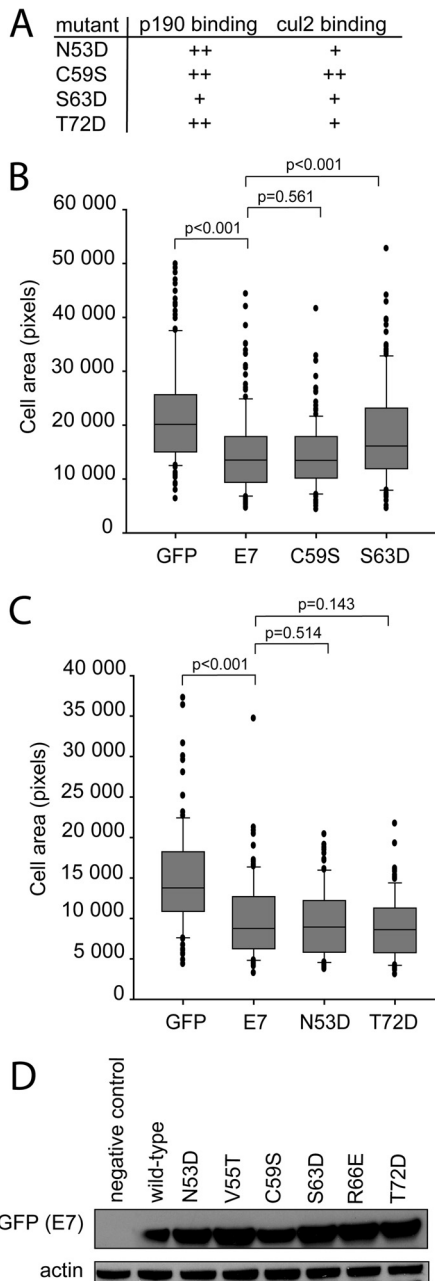 A
mutant p190 binding cul2 binding
N53D ++ +
C59S ++ ++
S63D + +
T72D ++ +
B
p<0.001
p=0.561
p<0.001
60 000
50 000
40 000
30 000
20 000
10 000
0
Cell area (pixels)
GFP E7 C59S S63D
C
p=0.143
p=0.514
p<0.001
40 000
35 000
30 000
25 000
20 000
15 000
10 000
5 000
0
Cell area (pixels)
GFP E7 N53D T72D
D
negative control
wild-type
N53D
V55T
C59S
S63D
R66E
T72D
GFP (E7)
actin